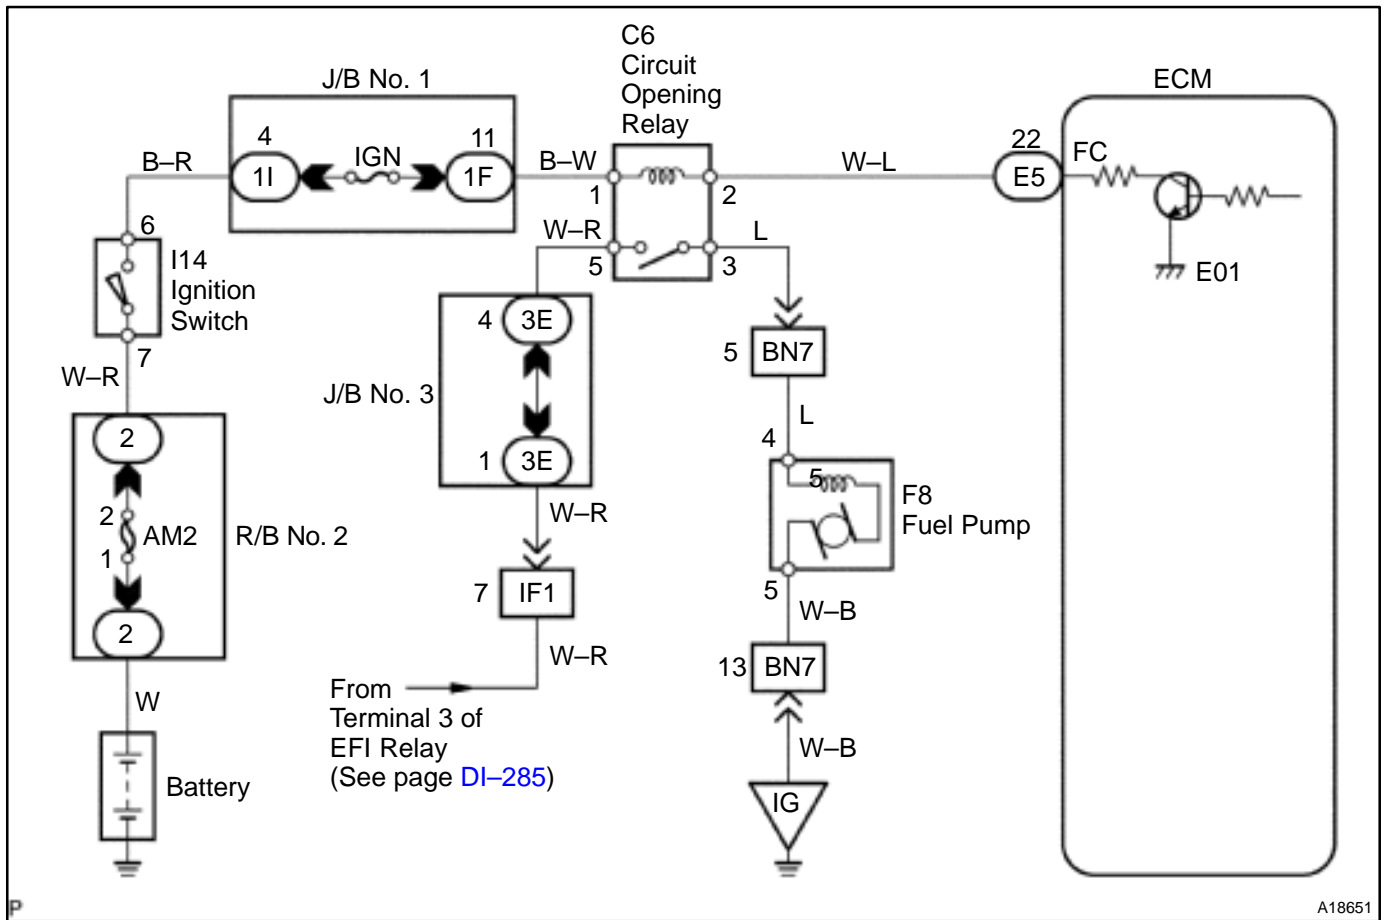 C6
Circuit
Opening
Relay
J/B No. 1
ECM
4
IGN
11
22
FC
B–R
1I
1F
B–W
W–L
E5
1
2
W–R
L
5
3
E01
6
I14
Ignition
Switch
7
4
3E
5
BN7
W–R
J/B No. 3
L
2
4
1
3E
5
F8
Fuel Pump
2
AM2
R/B No. 2
W–R
1
7
IF1
5
W–B
2
13
BN7
W–R
W
From
Terminal 3 of
EFI Relay
(See page DI–285)
W–B
Battery
IG
P
A18651